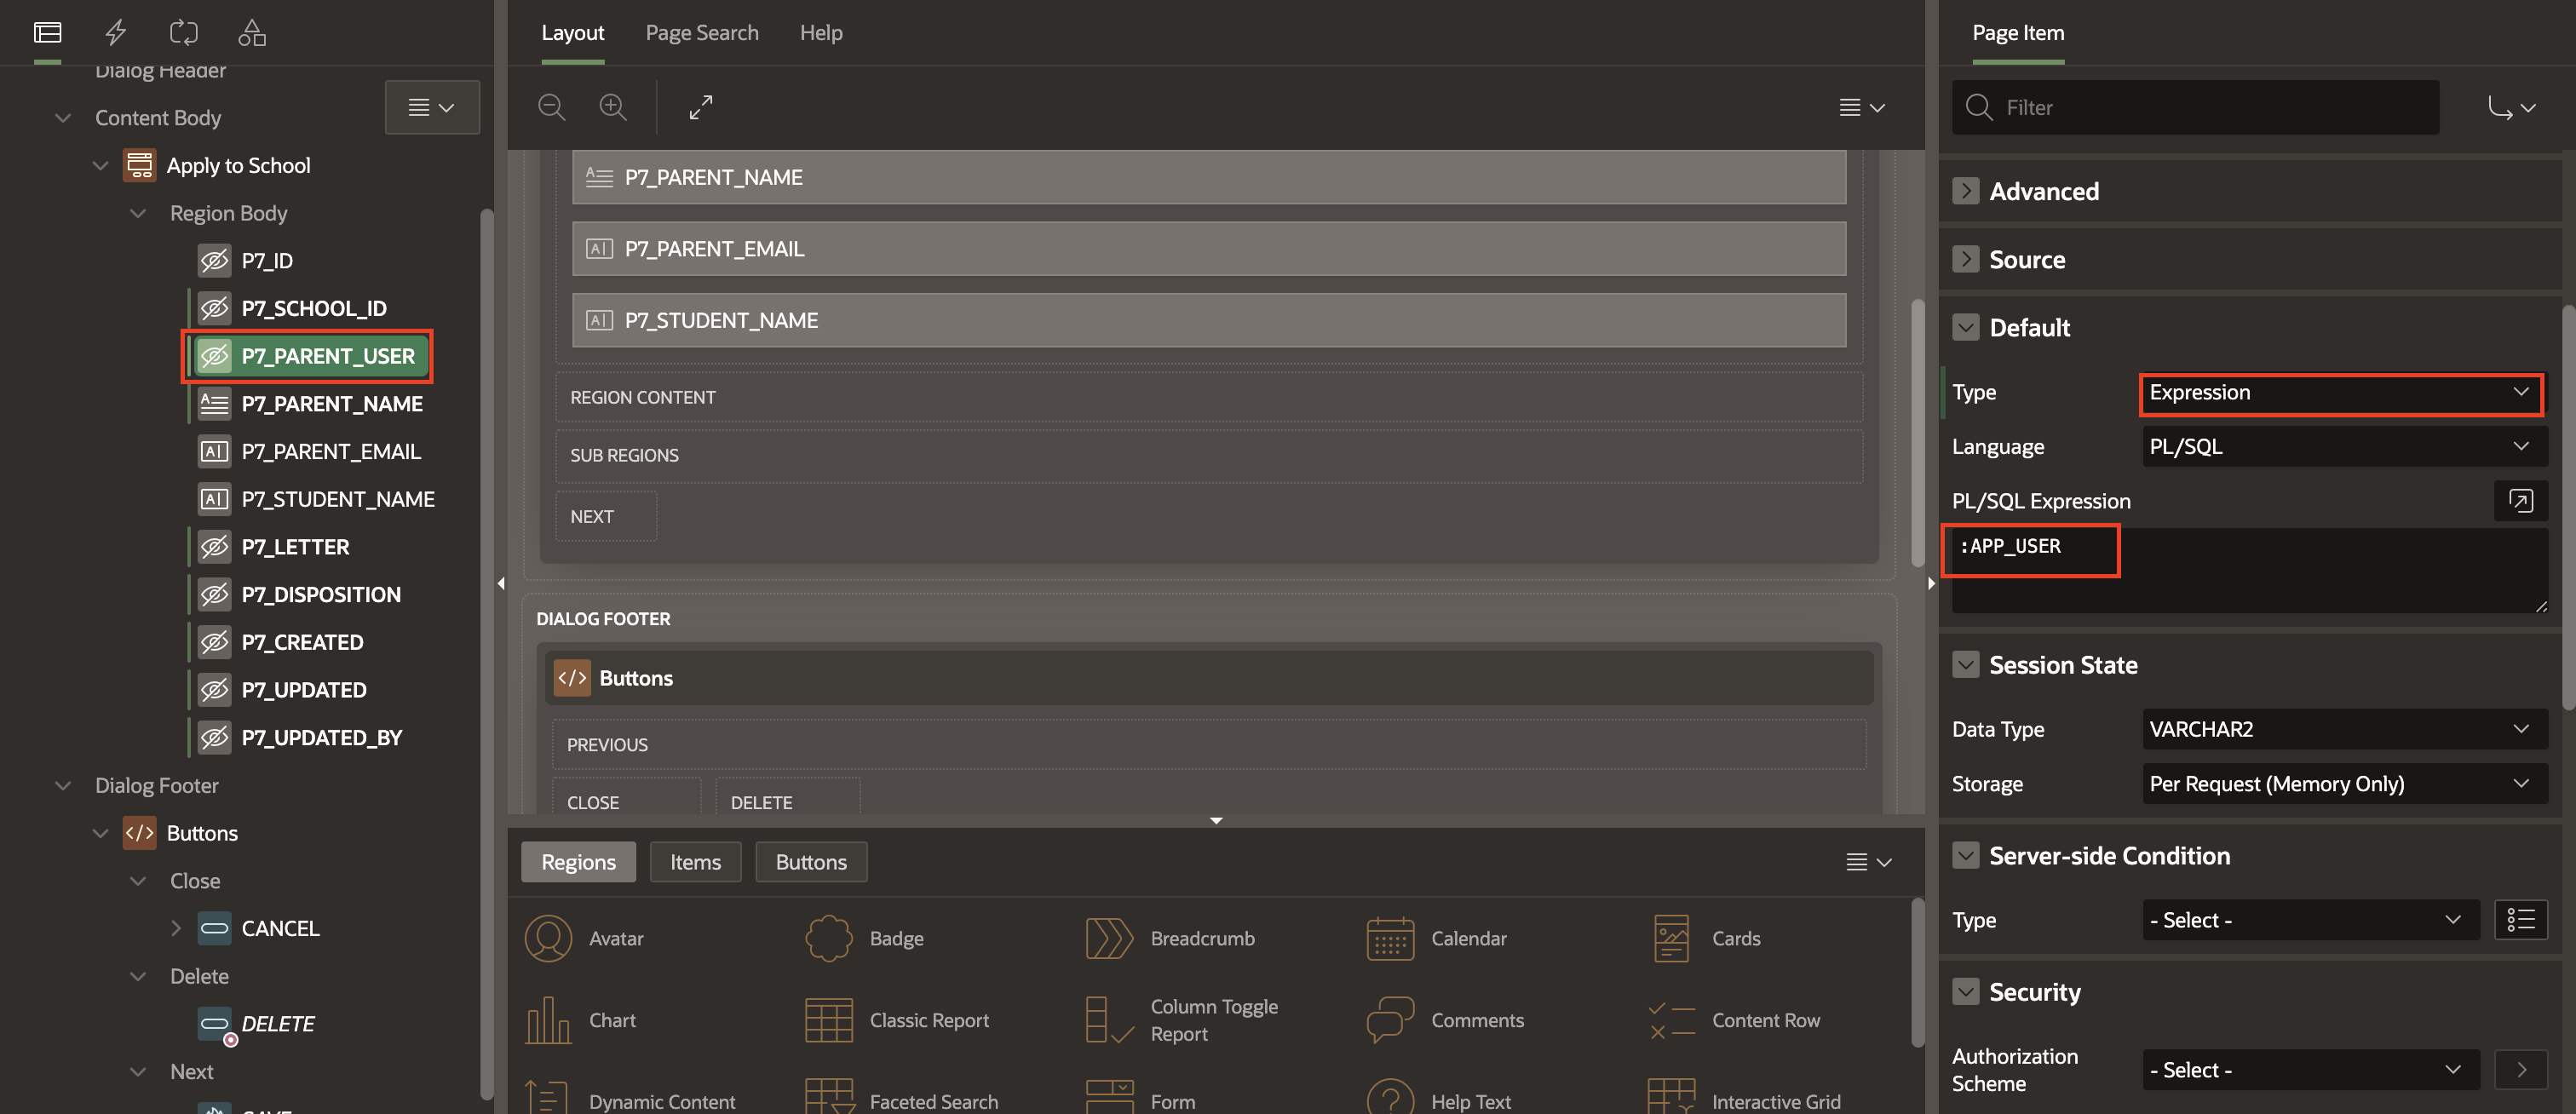 Dialog Header
Content Body
Apply to School
Region Body
P7_ID
P7_SCHOOL_ID
P7_PARENT_USER
P7_PARENT_NAME
P7_PARENT_EMAIL
P7_STUDENT_NAME
P7_LETTER
P7_DISPOSITION
P7_CREATED
P7_UPDATED
P7_UPDATED_BY
Dialog Footer
Buttons
Close
CANCEL
Delete
DELETE
Next
SAVE
Layout
Page Search
Help
P7_PARENT_NAME
P7_PARENT_EMAIL
P7_STUDENT_NAME
REGION CONTENT
SUB REGIONS
NEXT
DIALOG FOOTER
Buttons
PREVIOUS
CLOSE
DELETE
Regions
Items
Buttons
Avatar
Badge
Breadcrumb
Calendar
Cards
Chart
Classic Report
Column Toggle
Report
Comments
Content Row
Dynamic Content
Faceted Search
Form
Help Text
Interactive Grid
Page Item
Filter
Advanced
Source
Default
Type
Expression
Language
PL/SQL
PL/SQL Expression
:APP_USER
Session State
Data Type
VARCHAR2
Storage
Per Request (Memory Only)
Server-side Condition
Type
- Select -
Security
Authorization
Scheme
- Select -